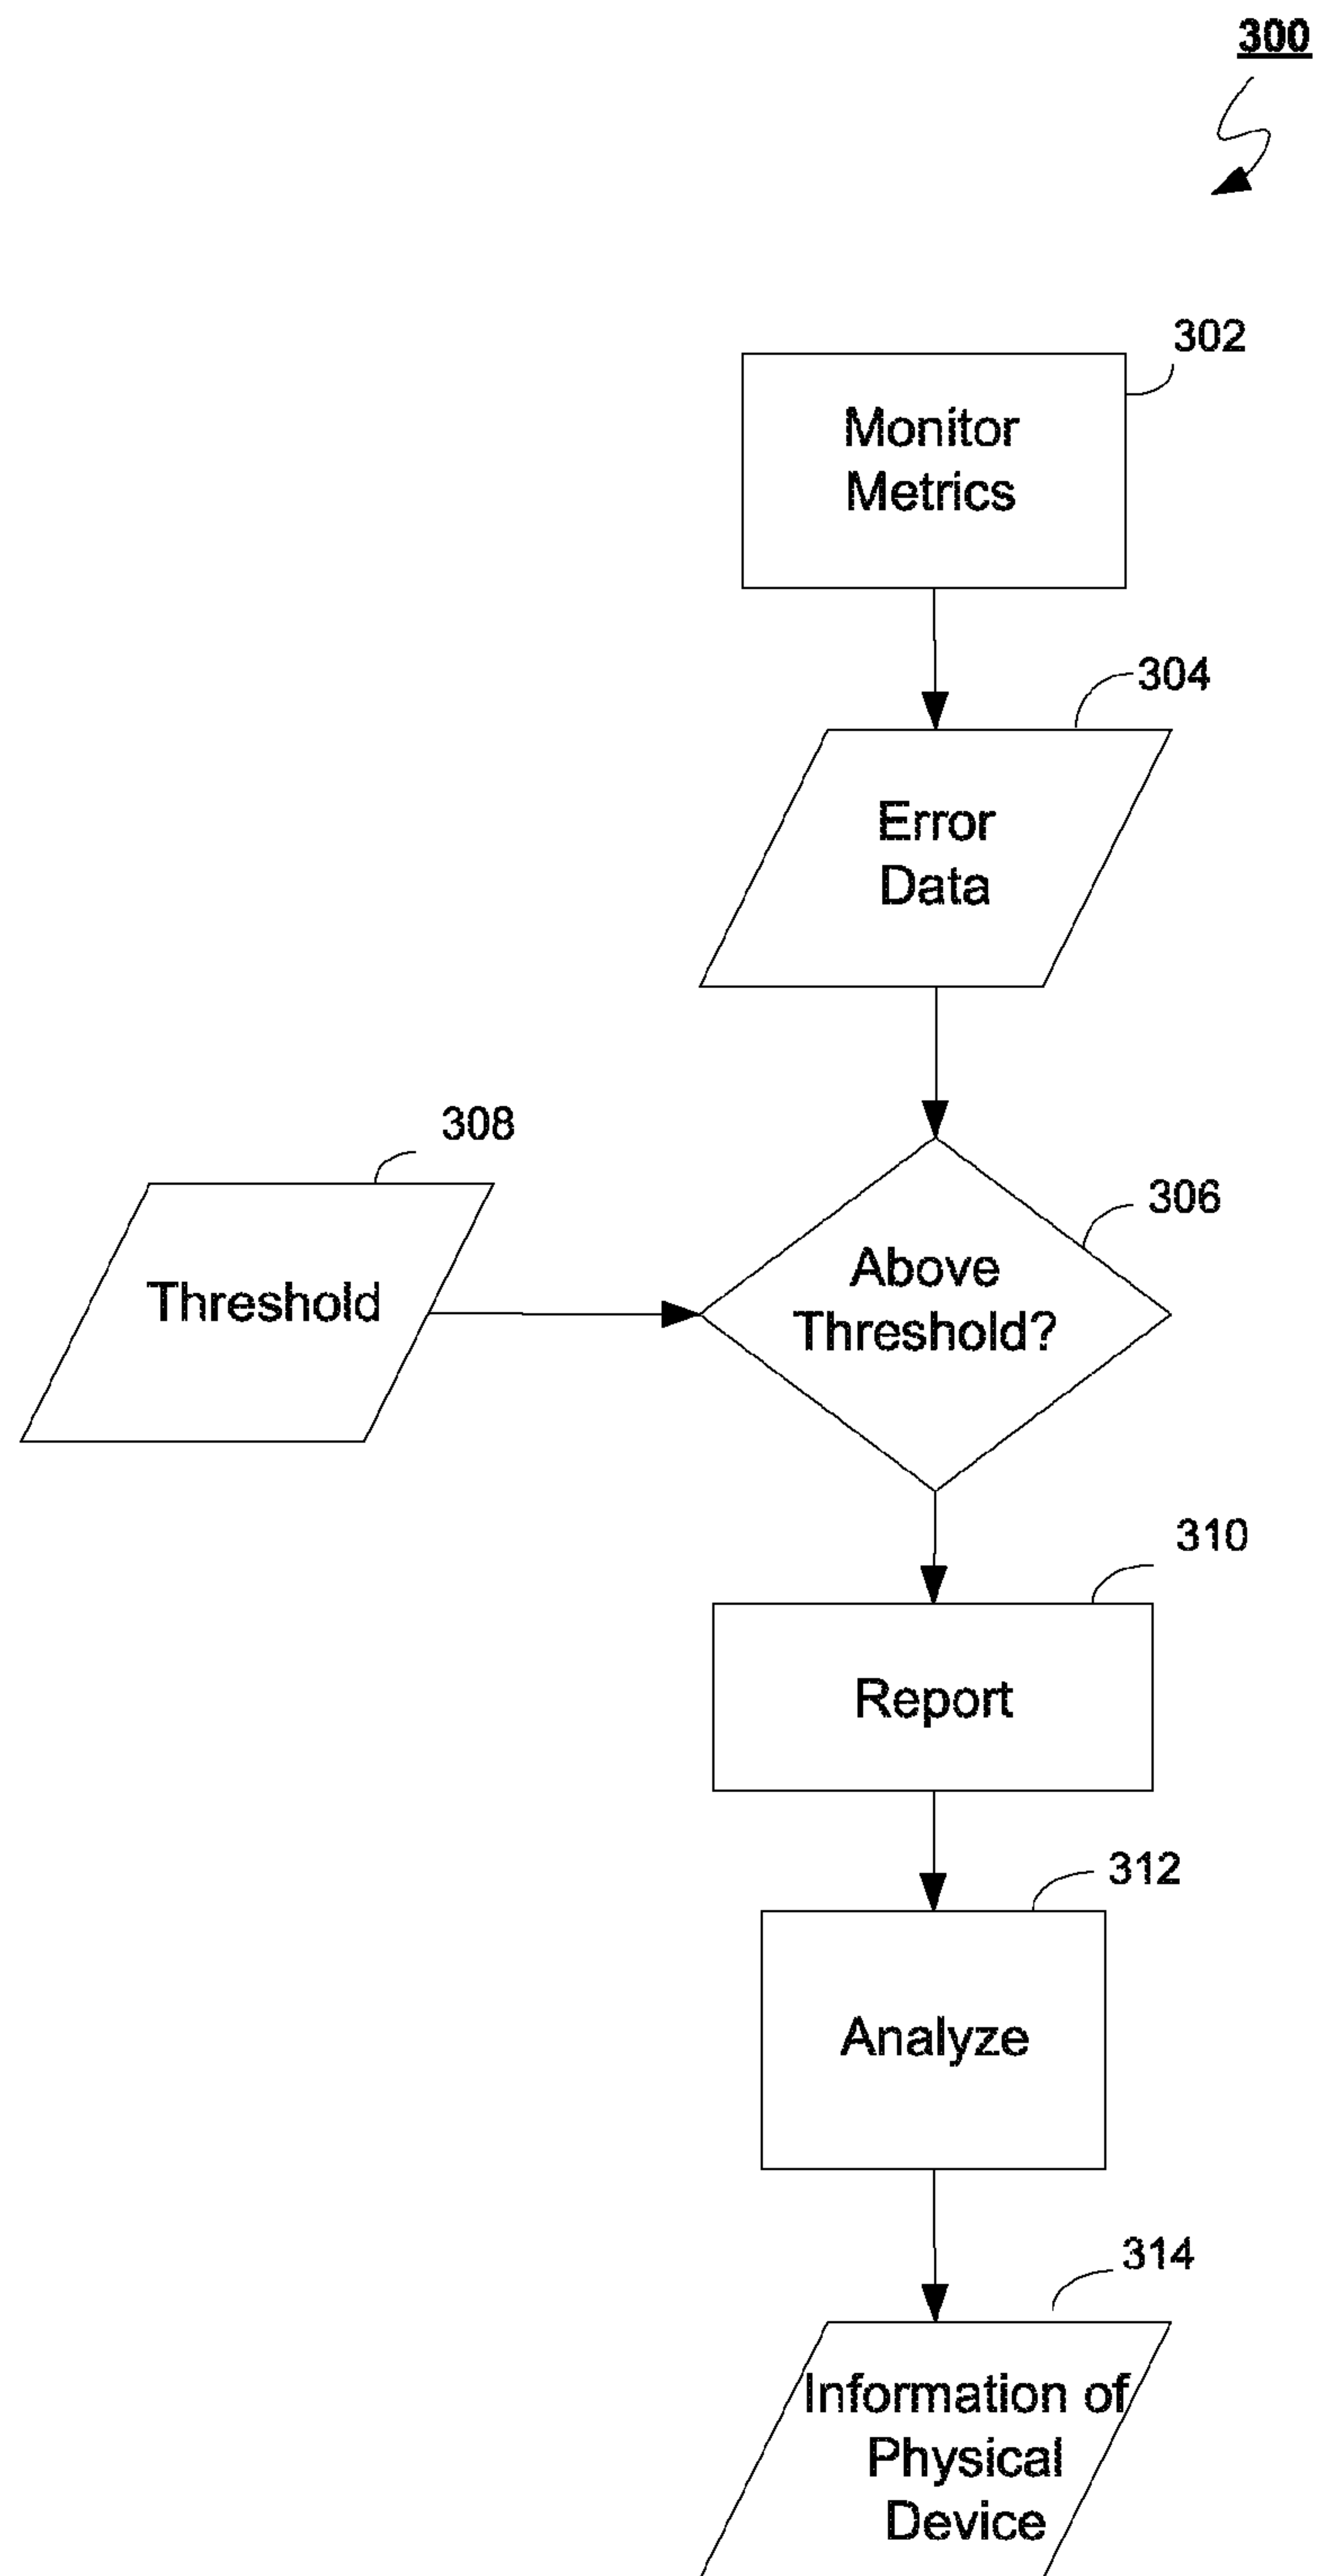 300
302
Monitor
Metrics
304
Error
Data
308
306
Above
Threshold?
Threshold
310
Report
312
Analyze
314
Information of
Physical
Device